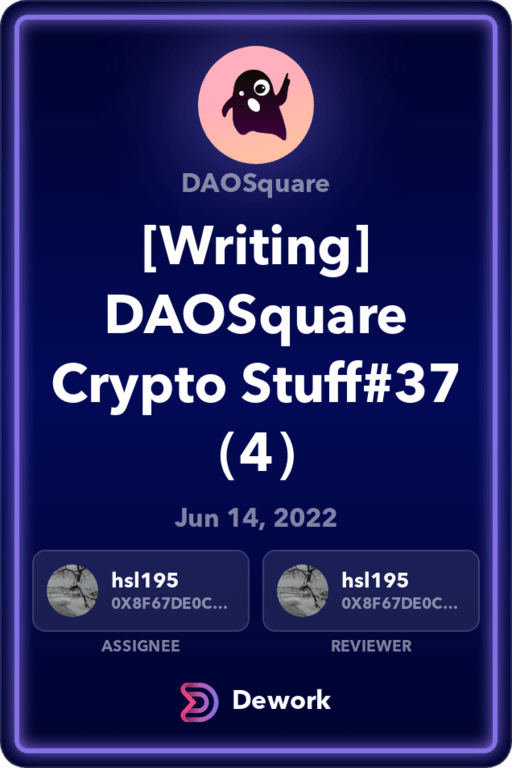 DAOSquare
[Writing]
DAOSquare
Crypto Stuff#37
(4)
Jun 14, 2022
hsl195
0X8F67DE0C...
ASSIGNEE
hsl195
0X8F67DE0C...
REVIEWER
Dework